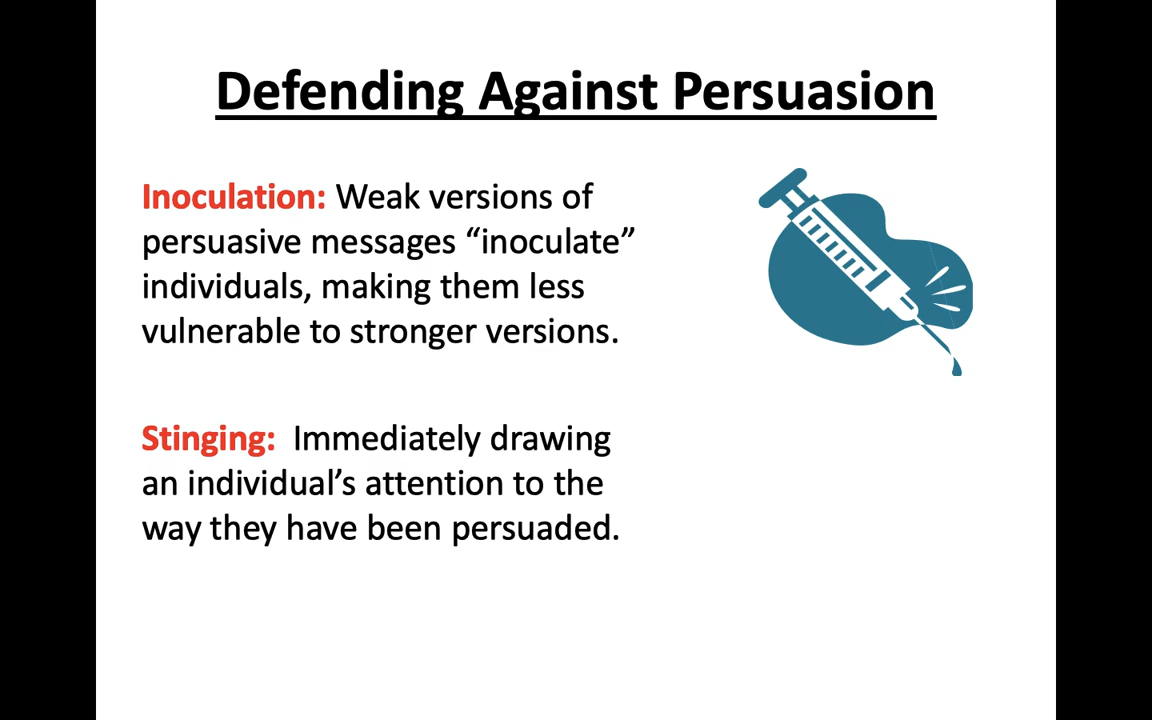 Defending Against Persuasion
Inoculation: Weak versions of
persuasive messages “inoculate”
individuals, making them less
vulnerable to stronger versions.
Stinging:  Immediately drawing
an individual’s attention to the
way they have been persuaded.